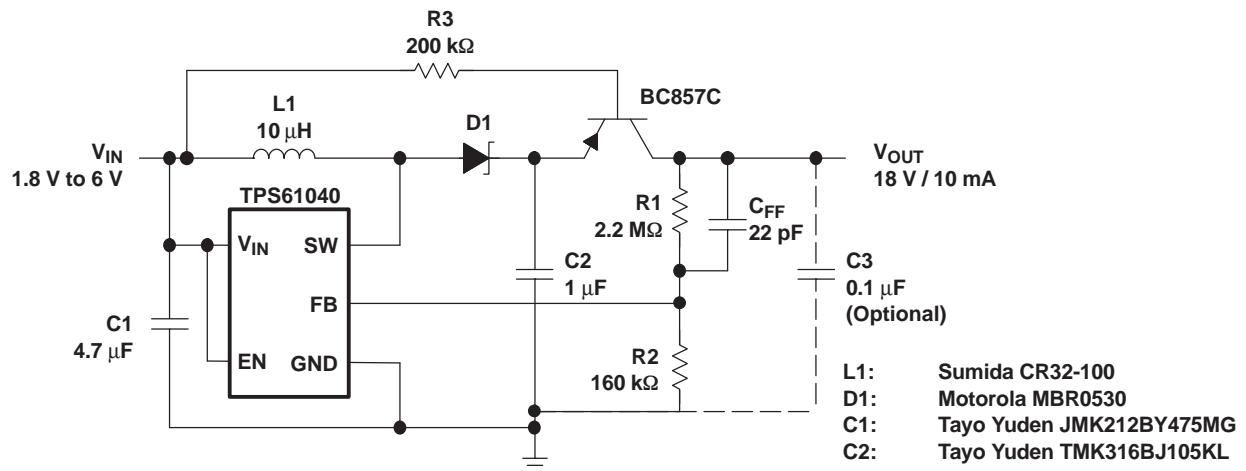 R3
200 kΩ
BC857C
L1
10 μH
D1
VIN
1.8 V to 6 V
VOUT
18 V / 10 mA
TPS61040
VIN
SW
R1
2.2 MΩ
CFF
22 pF
C2
1 μF
C3
0.1 μF
(Optional)
FB
C1
4.7 μF
EN
GND
R2
160 kΩ
L1: Sumida CR32-100
D1: Motorola MBR0530
C1: Tayo Yuden JMK212BY475MG
C2: Tayo Yuden TMK316BJ105KL